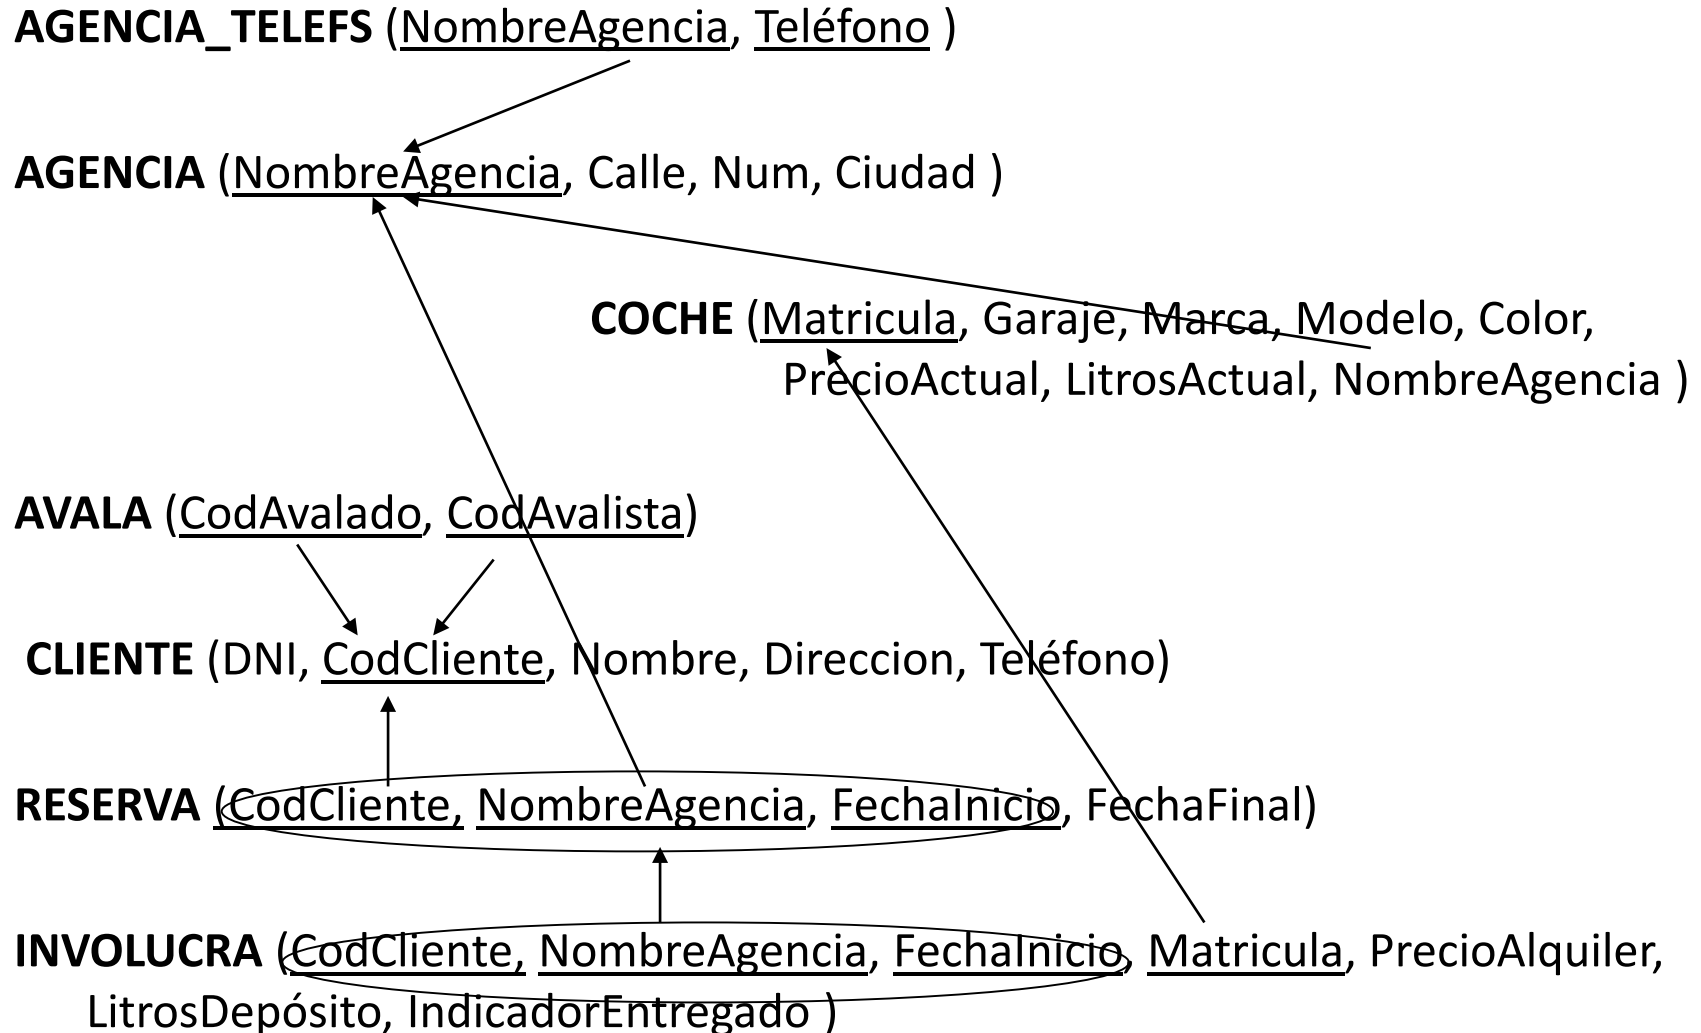 AGENCIA_TELEFS (NombreAgencia, Teléfono )
AGENCIA (NombreAgencia, Calle, Num, Ciudad )
COCHE (Matricula, Garaje, Marca, Modelo, Color,
PrecioActual, LitrosActual, NombreAgencia )
AVALA (CodAvalado, CodAvalista)
CLIENTE (DNI, CodCliente, Nombre, Direccion, Teléfono)
RESERVA (CodCliente, NombreAgencia, FechaInicio, FechaFinal)
INVOLUCRA (CodCliente, NombreAgencia, FechaInicio, Matricula, PrecioAlquiler,
LitrosDepósito, IndicadorEntregado )